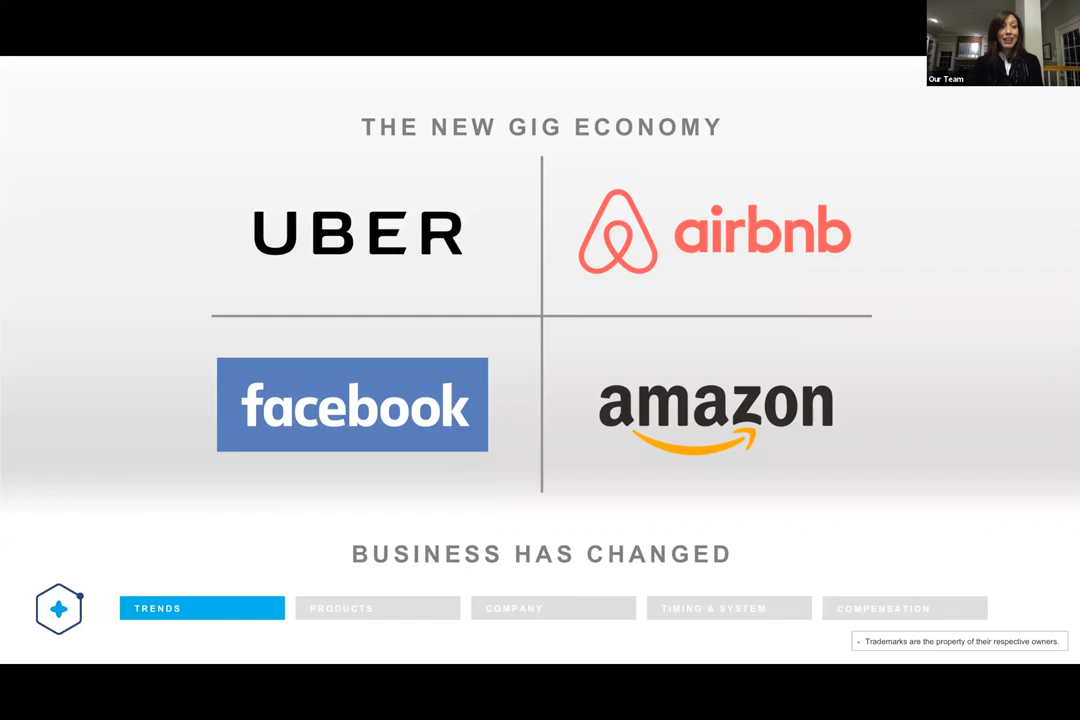 Our Team
THE NEW GIG ECONOMY
UBER
airbnb
facebook
amazon
BUSINESS HAS CHANGED
TRENDS
PRODUCTS
COMPANY
TIMING & SYSTEM
COMPENSATION
• Trademarks are the property of their respective owners.